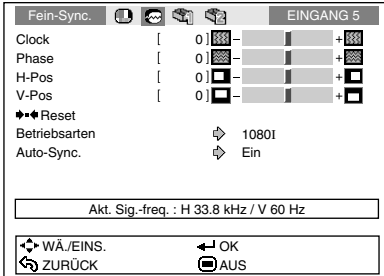 Fein-Sync. EINGANG 5
Clock [ 0 ] - +
Phase [ 0 ] - +
H-Pos [ 0 ] - +
V-Pos [ 0 ] - +
Reset
Betriebsarten 1080I
Auto-Sync. Ein
Akt. Sig.-freq. : H 33.8 kHz / V 60 Hz
WÄ./EINS. OK
ZURÜCK AUS